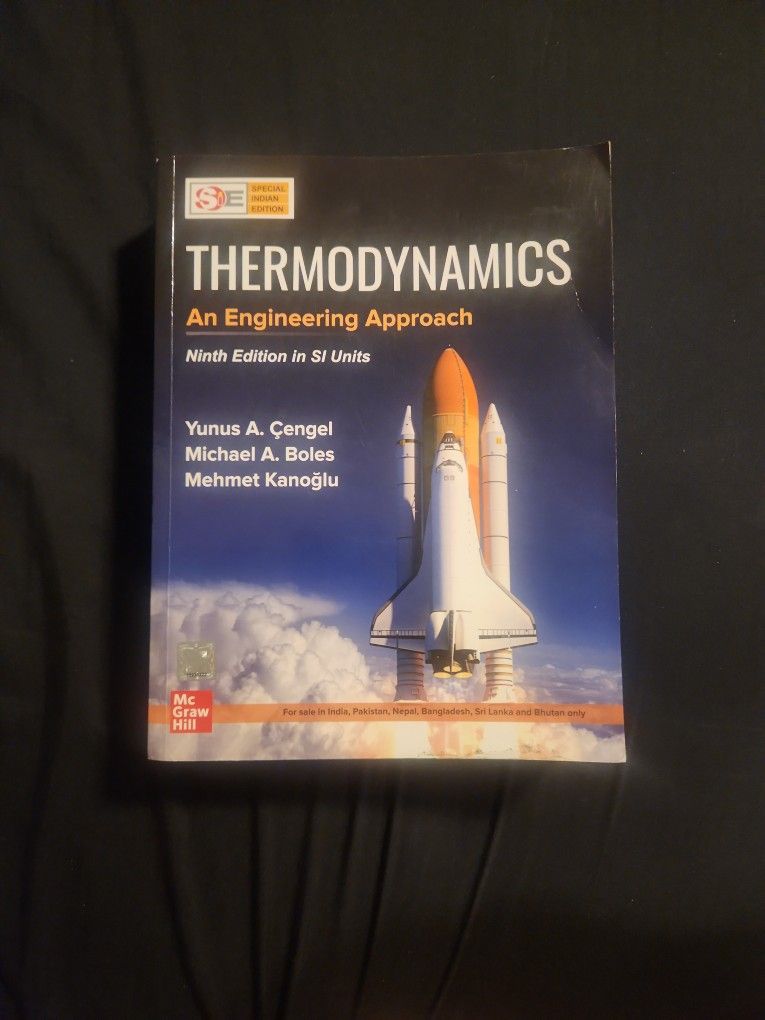 SIE
SPECIAL
INDIAN
EDITION
THERMODYNAMICS
An Engineering Approach
Ninth Edition in SI Units
Yunus A. Çengel
Michael A. Boles
Mehmet Kanoğlu
Mc
Graw
Hill
For sale in India, Pakistan, Nepal, Bangladesh, Sri Lanka and Bhutan only